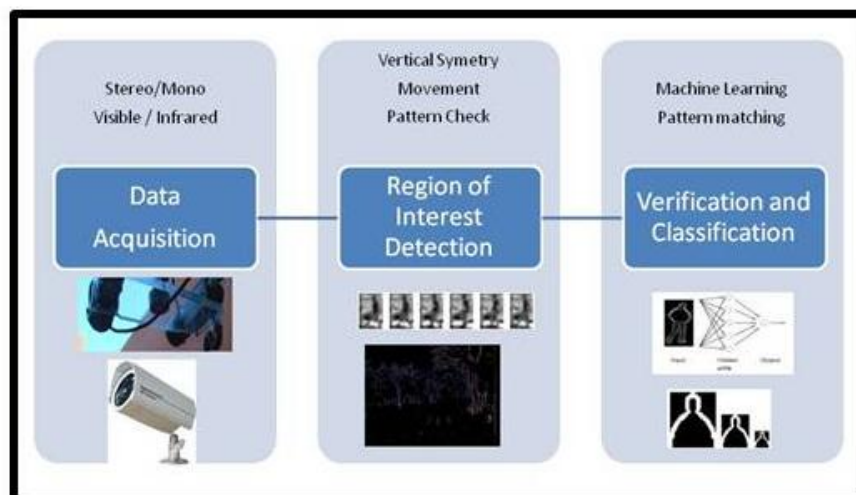 Stereo/Mono
Visible / Infrared
Data
Acquisition
Vertical Symetry
Movement
Pattern Check
Region of
Interest
Detection
Machine Learning
Pattern matching
Verification and
Classification